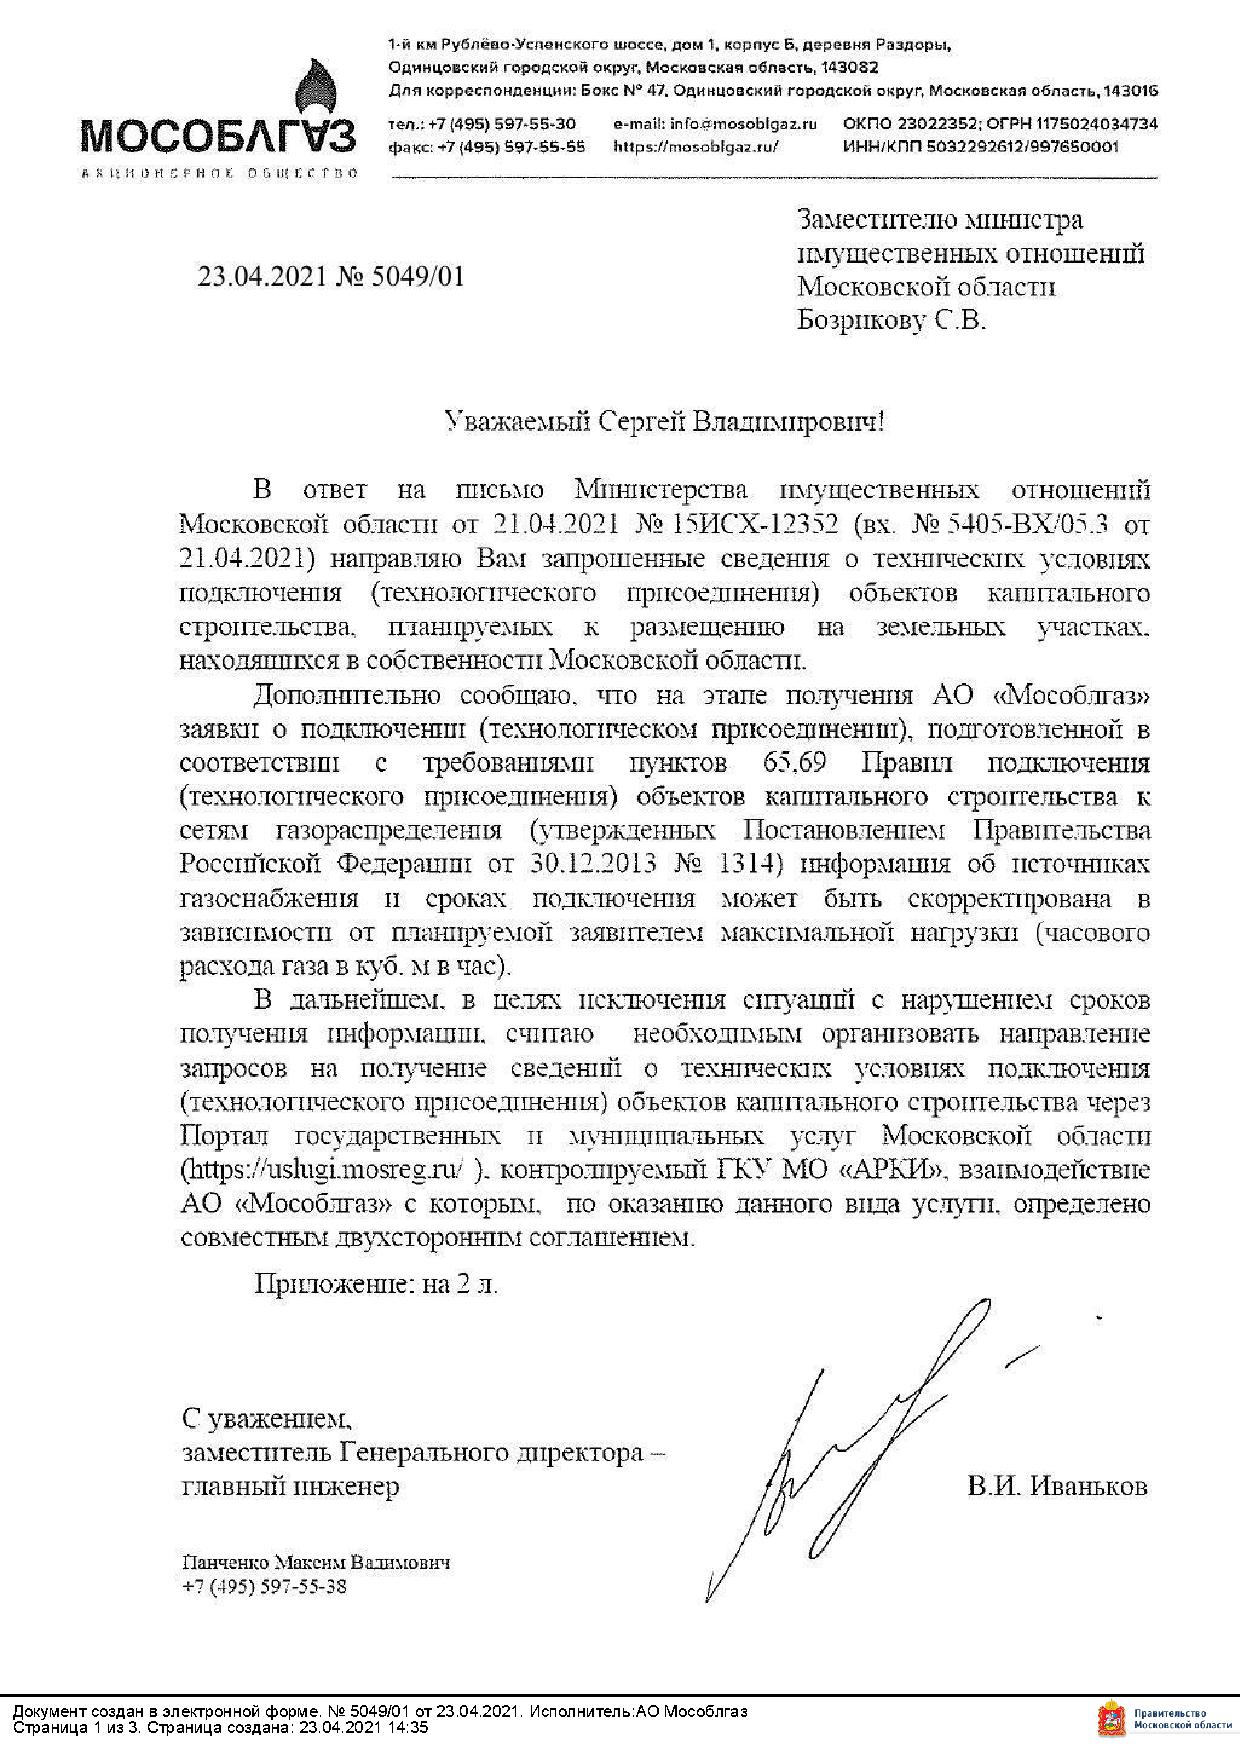 1-й км Рублёво-Успенского шоссе, дом 1, корпус Б, деревня Раздоры,
Одинцовский городской округ, Московская область, 143082
Для корреспонденции: Бокс № 47, Одинцовский городской округ, Московская область, 143016
МОСОБЛГАЗ
АКЦИОНЕРНОЕ ОБЩЕСТВО
тел.: +7 (495) 597-55-30 e-mail: info@mosoblgaz.ru ОКПО 23022352; ОГРН 1175024034734
факс: +7 (495) 597-55-55 https://mosoblgaz.ru/ ИНН/КПП 5032292612/997650001
23.04.2021 № 5049/01
Заместителю министра
имущественных отношений
Московской области
Бозрикову С.В.
Уважаемый Сергей Владимирович!
В ответ на письмо Министерства имущественных отношений
Московской области от 21.04.2021 № 15ИСХ-12352 (вх. № 5405-ВХ/05.3 от
21.04.2021) направляю Вам запрошенные сведения о технических условиях
подключения (технологического присоединения) объектов капитального
строительства, планируемых к размещению на земельных участках,
находящихся в собственности Московской области.
Дополнительно сообщаю, что на этапе получения АО «Мособлгаз»
заявки о подключении (технологическом присоединении), подготовленной в
соответствии с требованиями пунктов 65,69 Правил подключения
(технологического присоединения) объектов капитального строительства к
сетям газораспределения (утвержденных Постановлением Правительства
Российской Федерации от 30.12.2013 № 1314) информация об источниках
газоснабжения и сроках подключения может быть скорректирована в
зависимости от планируемой заявителем максимальной нагрузки (часового
расхода газа в куб. м в час).
В дальнейшем, в целях исключения ситуаций с нарушением сроков
получения информации, считаю необходимым организовать направление
запросов на получение сведений о технических условиях подключения
(технологического присоединения) объектов капитального строительства через
Портал государственных и муниципальных услуг Московской области
(https://uslugi.mosreg.ru/ ), контролируемый ГКУ МО «АРКИ», взаимодействие
АО «Мособлгаз» с которым, по оказанию данного вида услуги, определено
совместным двухсторонним соглашением.
Приложение: на 2 л.
С уважением,
заместитель Генерального директора –
главный инженер
В.И. Иваньков
Панченко Максим Вадимович
+7 (495) 597-55-38
Документ создан в электронной форме. № 5049/01 от 23.04.2021. Исполнитель:АО Мособлгаз
Страница 1 из 3. Страница создана: 23.04.2021 14:35
Правительство
Московской области